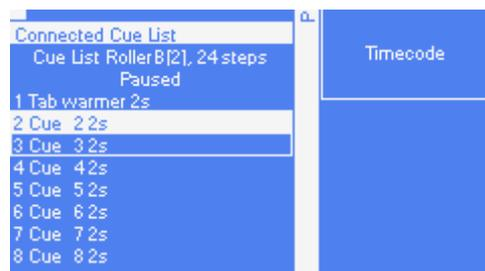 Connected Cue List
Cue List RollerB[2], 24 steps
Paused
1 Tab warmer 2s
2 Cue 2 2s
3 Cue 3 2s
4 Cue 4 2s
5 Cue 5 2s
6 Cue 6 2s
7 Cue 7 2s
8 Cue 8 2s
P
Timecode